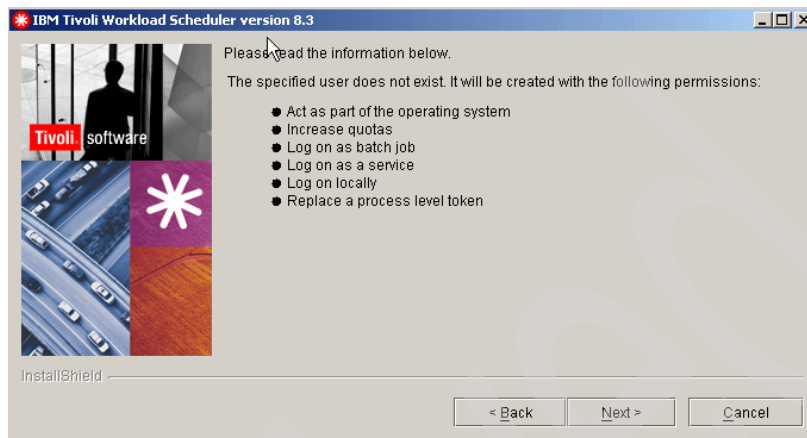 IBM Tivoli Workload Scheduler version 8.3
Please read the information below.
The specified user does not exist. It will be created with the following permissions:
Act as part of the operating system
Increase quotas
Log on as batch job
Log on as a service
Log on locally
Replace a process level token
Tivoli software
InstallShield
< Back
Next >
Cancel